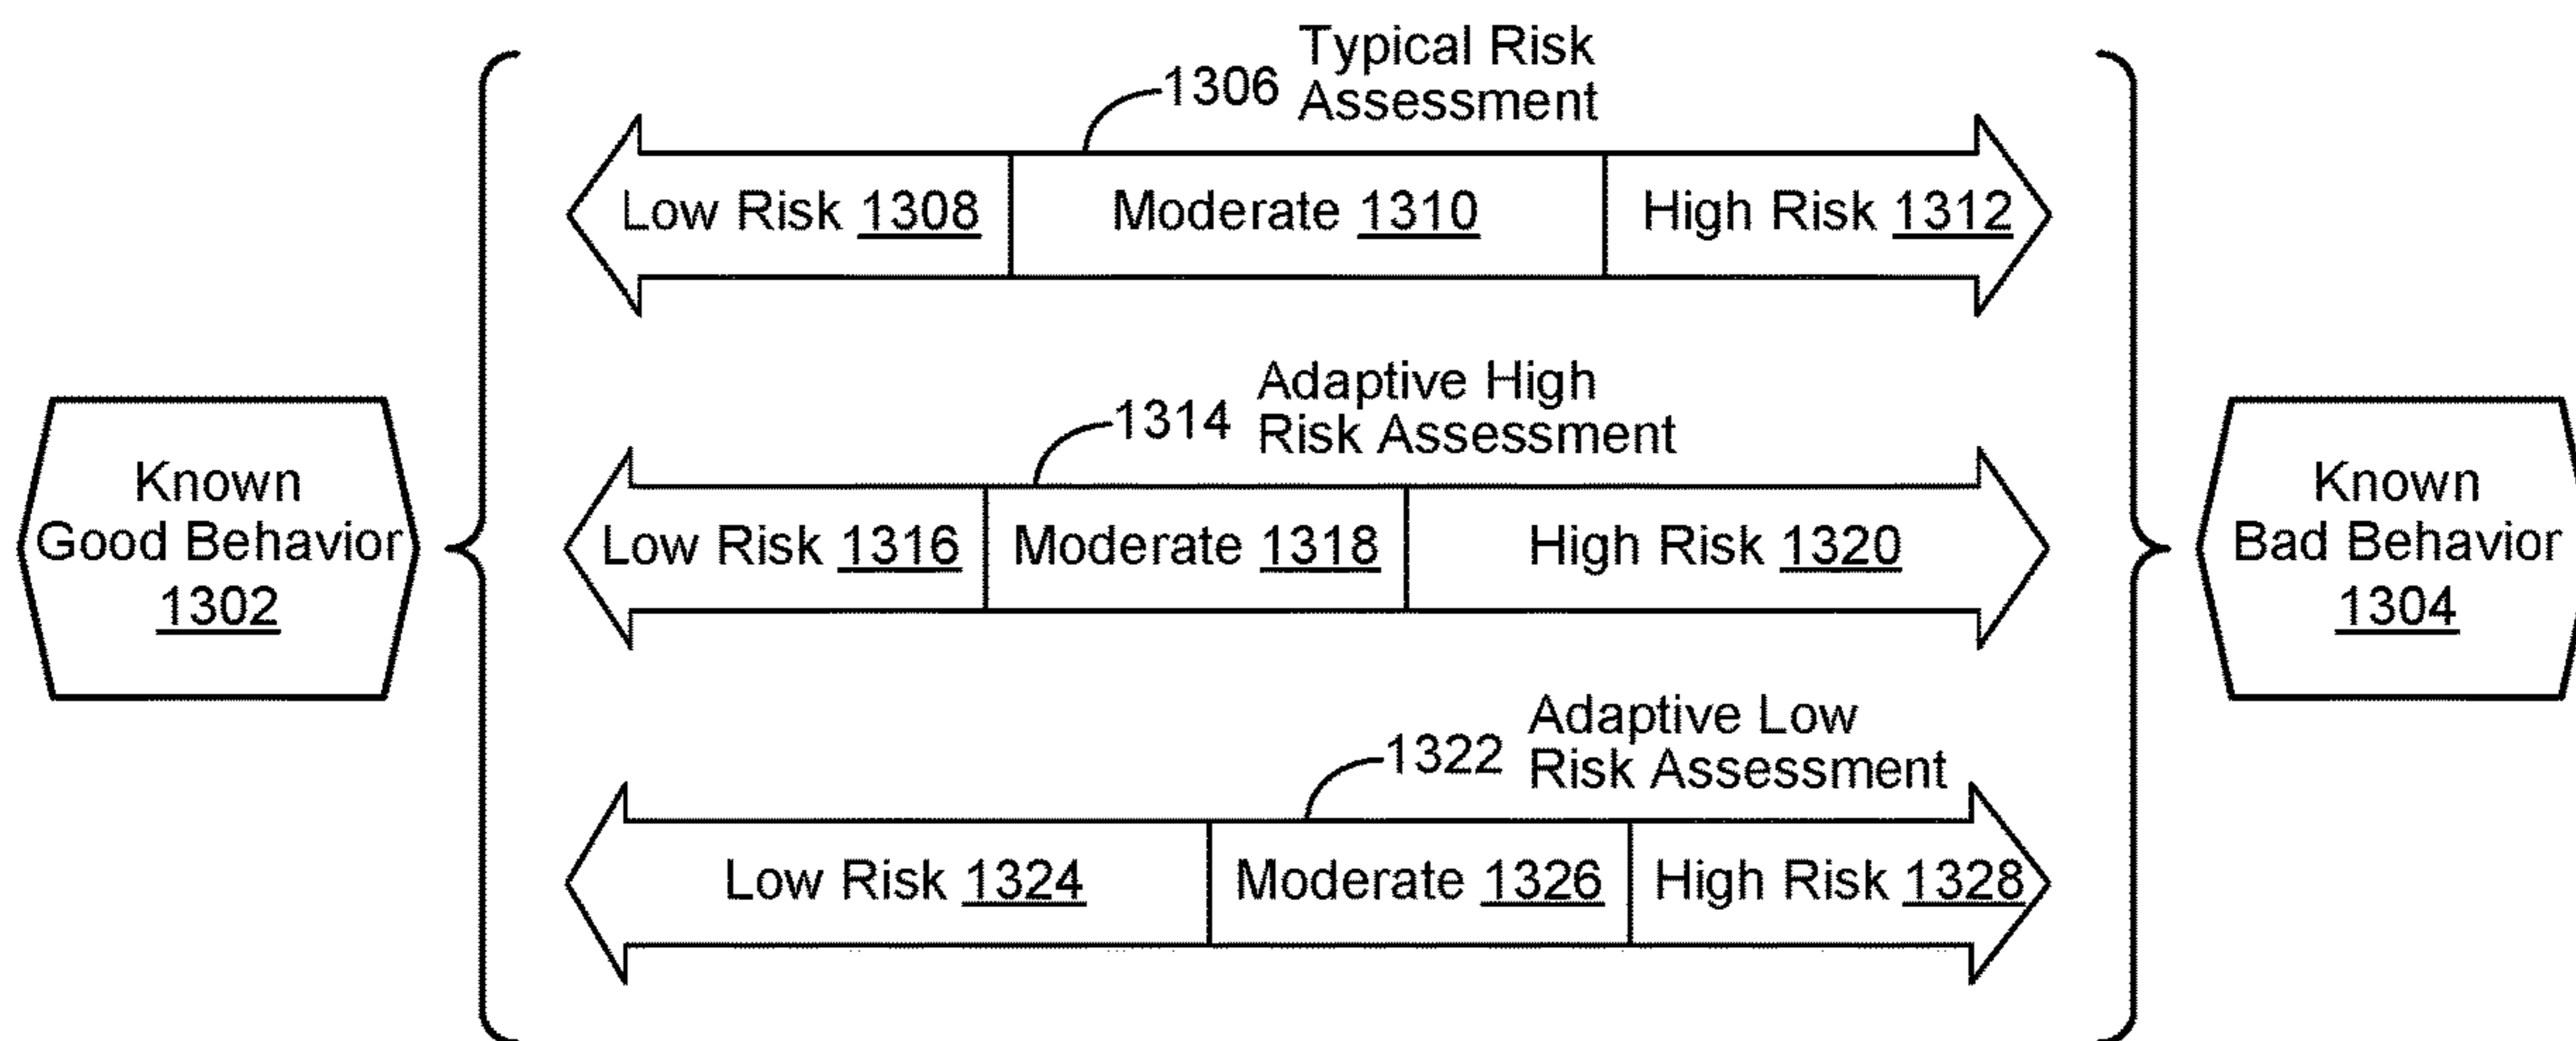 1306 Typical Risk
Assessment
Low Risk 1308
Moderate 1310
High Risk 1312
1314 Adaptive High
Risk Assessment
Known
Good Behavior
1302
Low Risk 1316
Moderate 1318
High Risk 1320
Known
Bad Behavior
1304
1322 Adaptive Low
Risk Assessment
Low Risk 1324
Moderate 1326
High Risk 1328